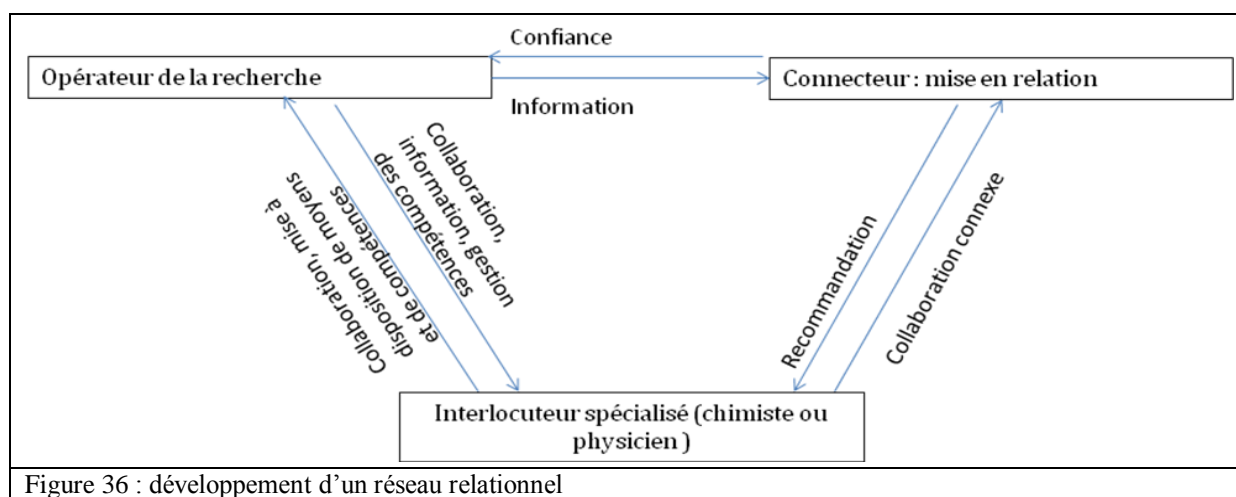 Confiance
Opérateur de la recherche
Connecteur : mise en relation
Information
Collaboration,
information, gestion
des compétences
Collaboration, mise à
disposition de moyens
et de compétences
Recommandation
Collaboration connexe
Interlocuteur spécialisé (chimiste ou
physicien )
Figure 36 : développement d’un réseau relationnel